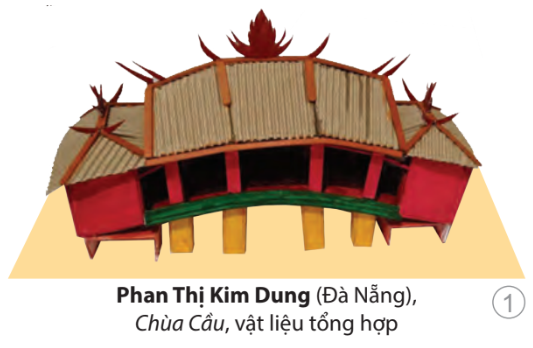 Phan Thị Kim Dung (Đà Nẵng),
Chùa Cầu, vật liệu tổng hợp
1